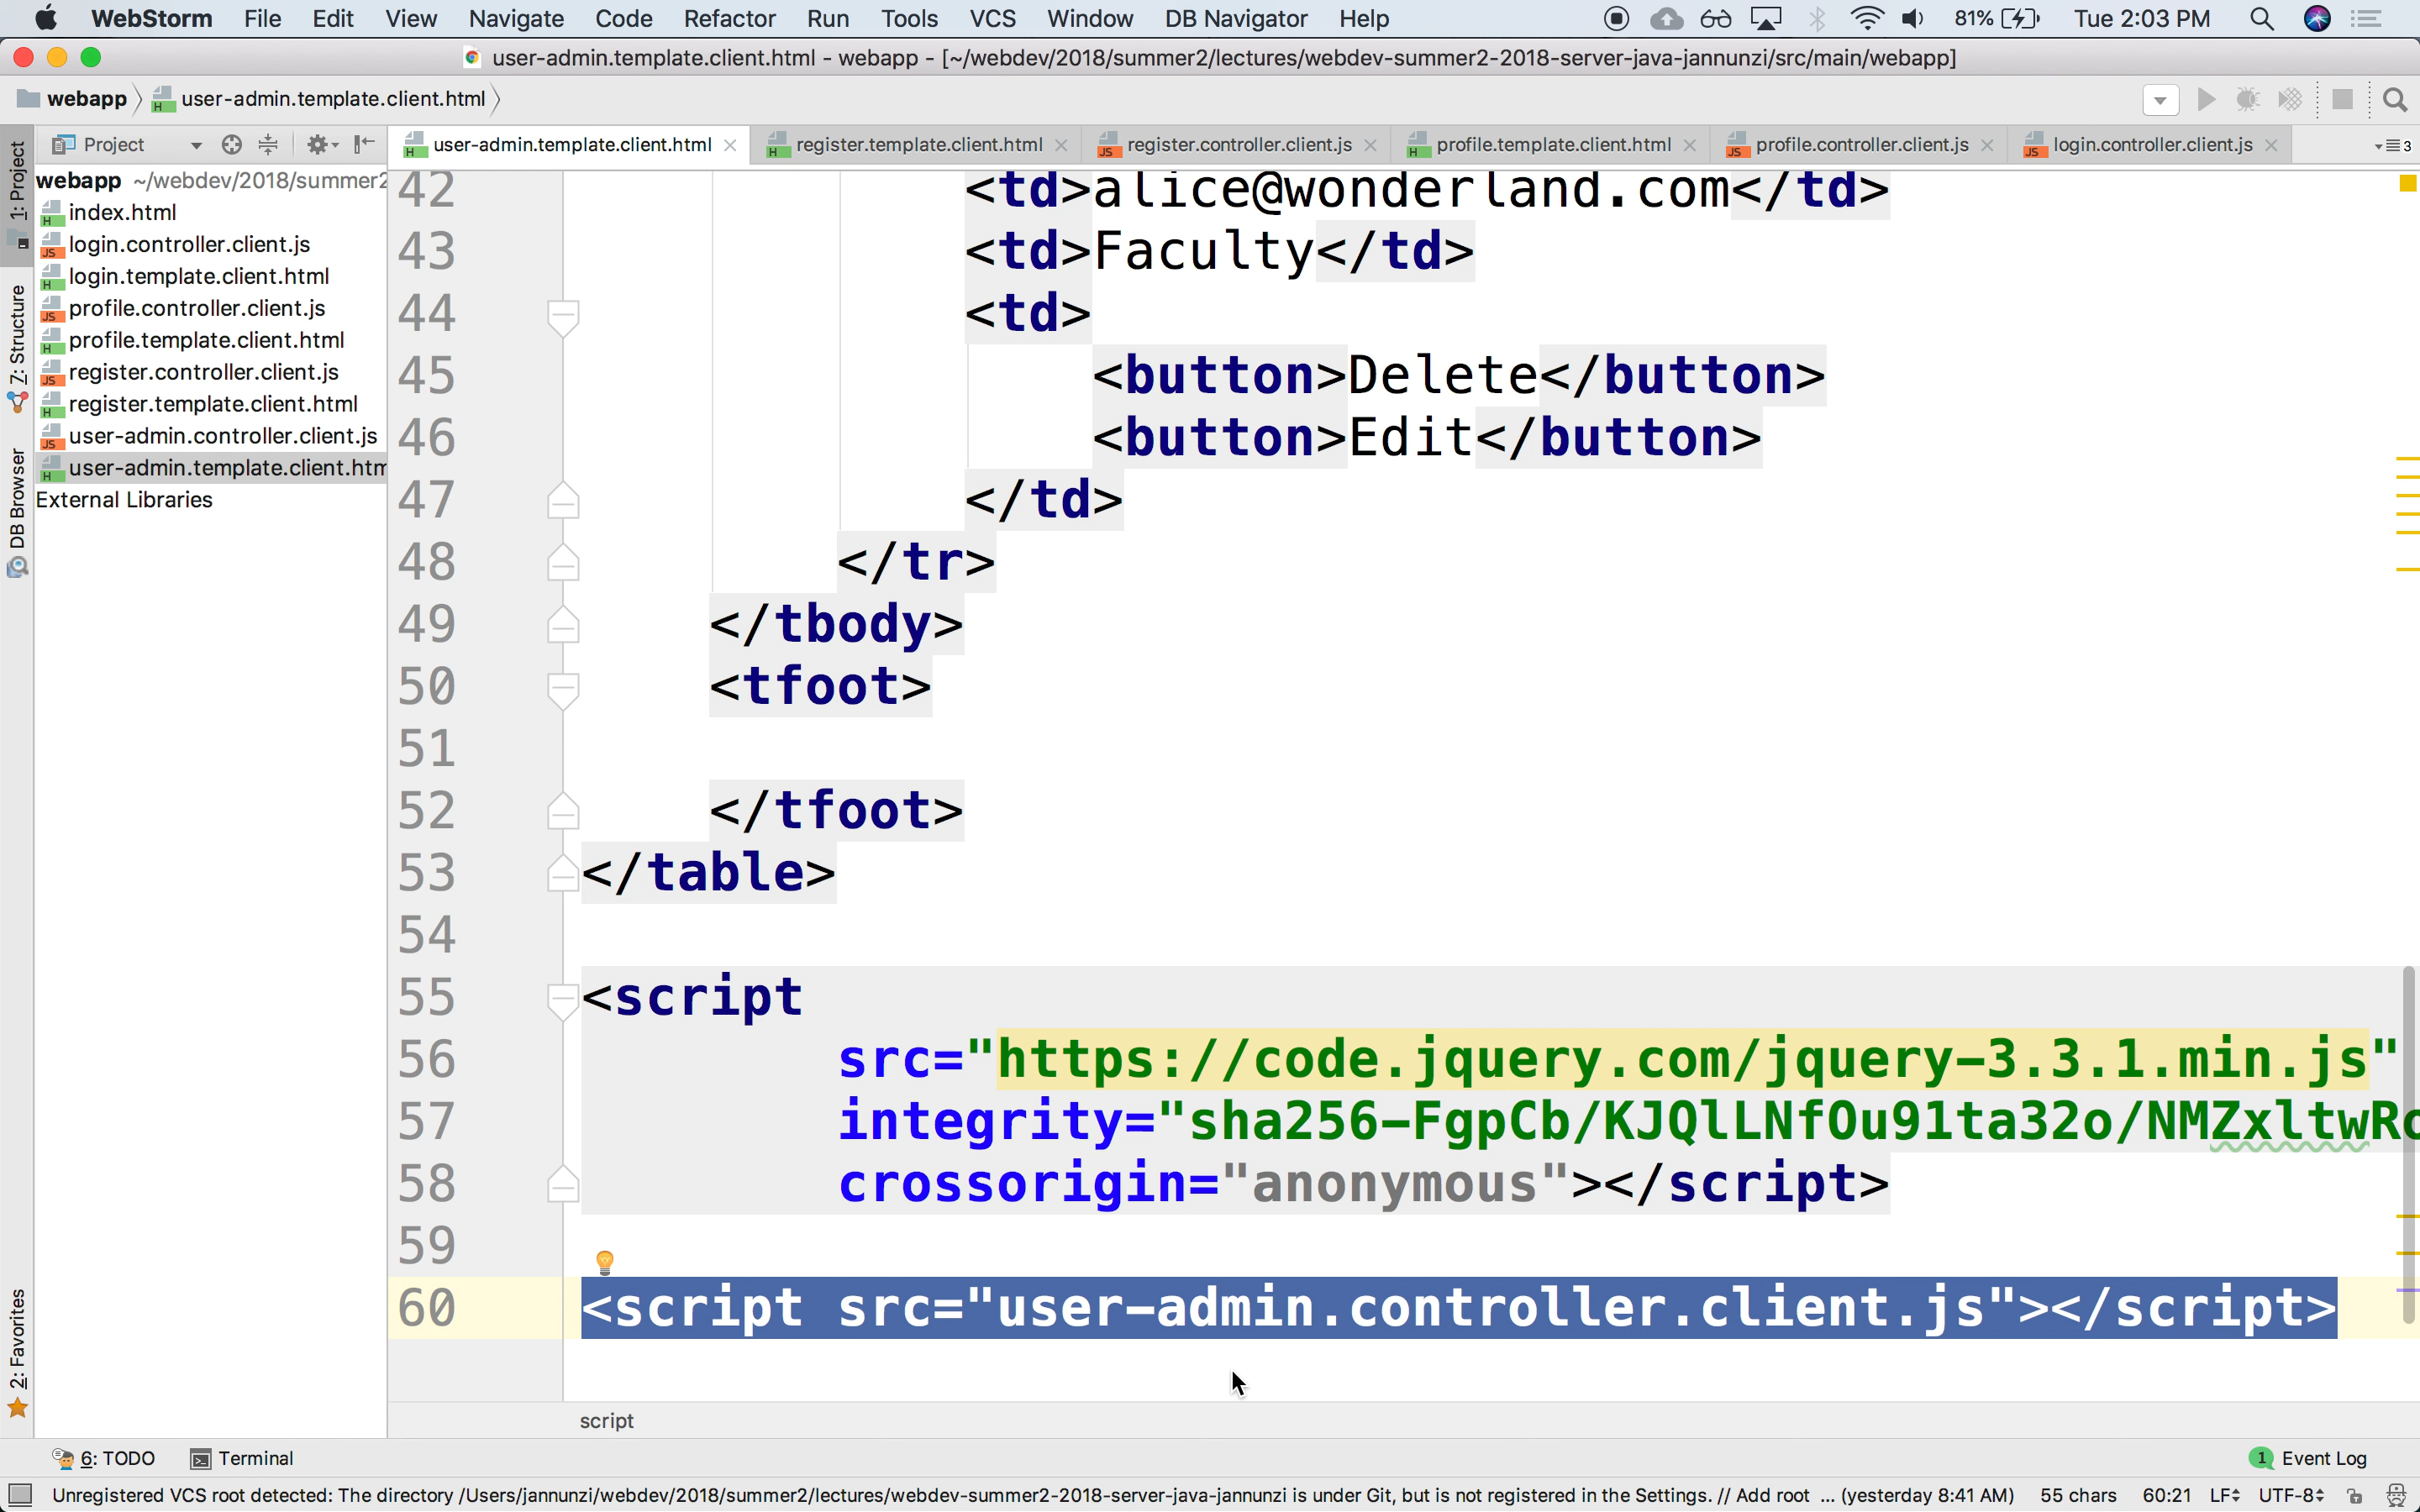 WebStorm File Edit View Navigate Code Refactor Run Tools VCS Window DB Navigator Help 81% Tue 2:03 PM
user-admin.template.client.html - webapp - [~/webdev/2018/summer2/lectures/webdev-summer2-2018-server-java-jannunzi/src/main/webapp]
webapp user-admin.template.client.html
Project user-admin.template.client.html register.template.client.html register.controller.client.js profile.template.client.html profile.controller.client.js login.controller.client.js 3
1: Project
7: Structure
DB Browser
2: Favorites
webapp ~/webdev/2018/summer2
index.html
login.controller.client.js
login.template.client.html
profile.controller.client.js
profile.template.client.html
register.controller.client.js
register.template.client.html
user-admin.controller.client.js
user-admin.template.client.htm
External Libraries
42 <td>alice@wonderland.com</td>
43 <td>Faculty</td>
44 <td>
45 <button>Delete</button>
46 <button>Edit</button>
47 </td>
48 </tr>
49 </tbody>
50 <tfoot>
51
52 </tfoot>
53 </table>
54
55 <script
56 src="https://code.jquery.com/jquery-3.3.1.min.js"
57 integrity="sha256-FgpCb/KJQlLNfOu91ta32o/NMZxltwRo
58 crossorigin="anonymous"></script>
59
60 <script src="user-admin.controller.client.js"></script>
script
6: TODO Terminal 1 Event Log
Unregistered VCS root detected: The directory /Users/jannunzi/webdev/2018/summer2/lectures/webdev-summer2-2018-server-java-jannunzi is under Git, but is not registered in the Settings. // Add root ... (yesterday 8:41 AM) 55 chars 60:21 LF UTF-8